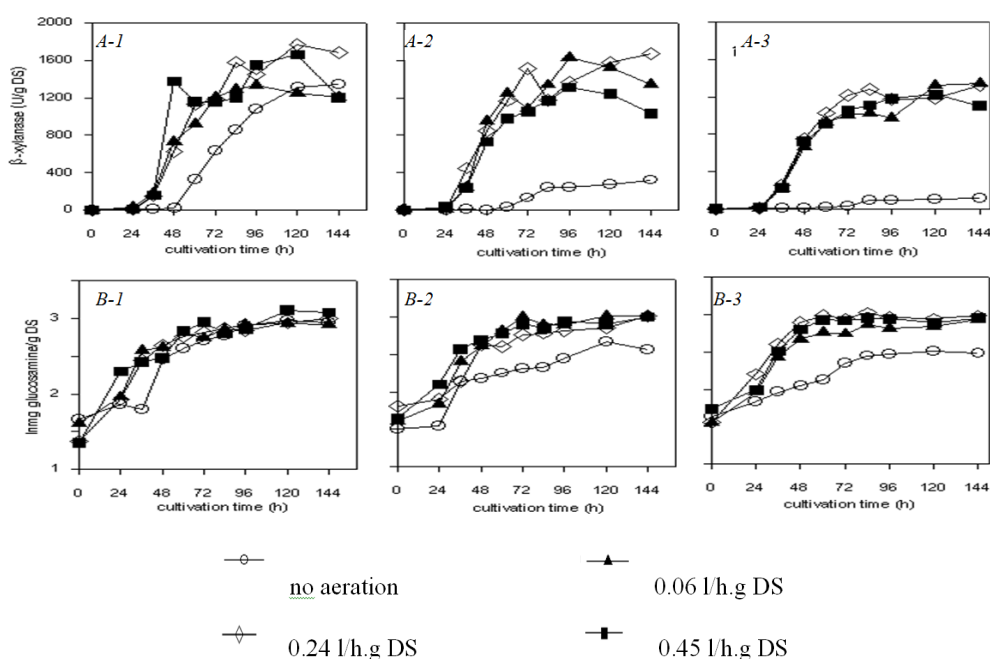 2000
1600
1200
800
400
0
β-xylanase (U/g DS)
A-1
0 24 48 72 96 120 144
cultivation time (h)
A-2
0 24 48 72 96 120 144
cultivation time (h)
i A-3
0 24 48 72 96 120 144
cultivation time (h)
3
2
1
lnmg glucosamine/g DS
B-1
0 24 48 72 96 120 144
cultivation time (h)
B-2
0 24 48 72 96 120 144
cultivation time (h)
B-3
0 24 48 72 96 120 144
cultivation time (h)
no aeration
0.06 l/h.g DS
0.24 l/h.g DS
0.45 l/h.g DS